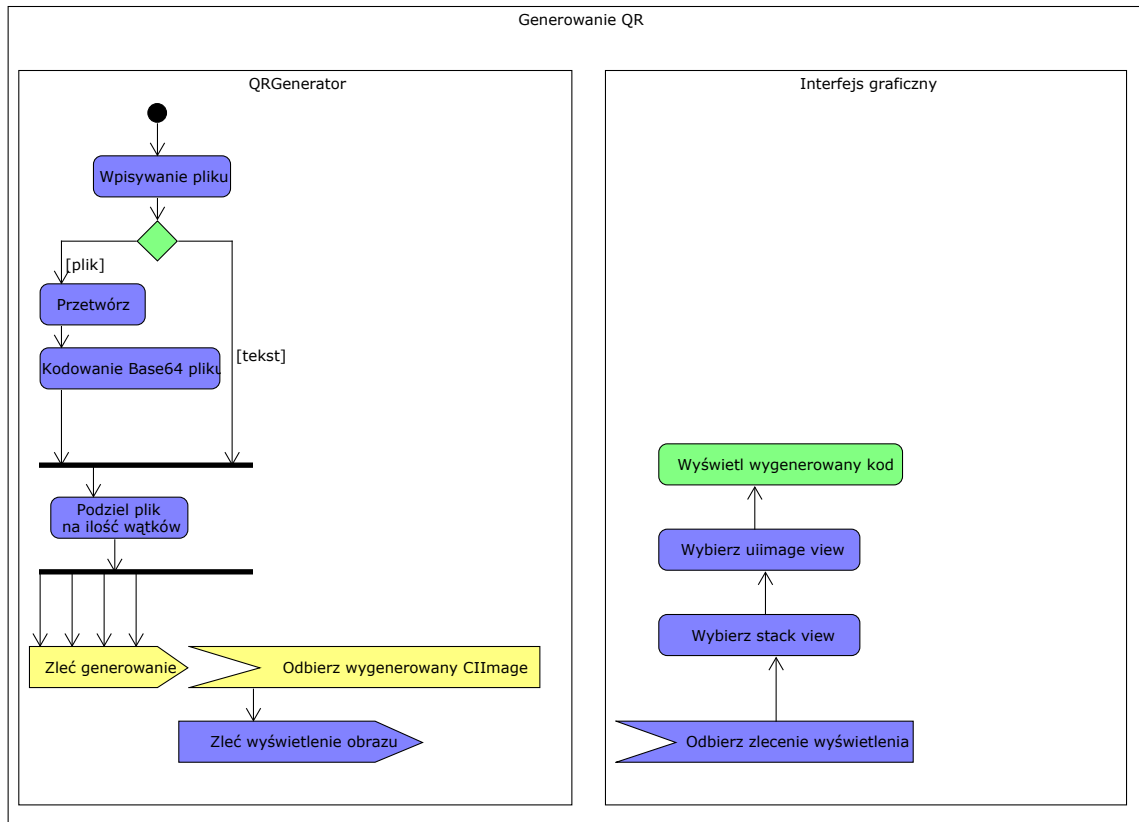 Generowanie QR
QRGenerator
Wpisywanie pliku
[plik]
Przetwórz
[tekst]
Kodowanie Base64 pliku
Podziel plik
na ilość wątków
Zleć generowanie
Odbierz wygenerowany CIImage
Zleć wyświetlenie obrazu
Interfejs graficzny
Wyświetl wygenerowany kod
Wybierz uiimage view
Wybierz stack view
Odbierz zlecenie wyświetlenia